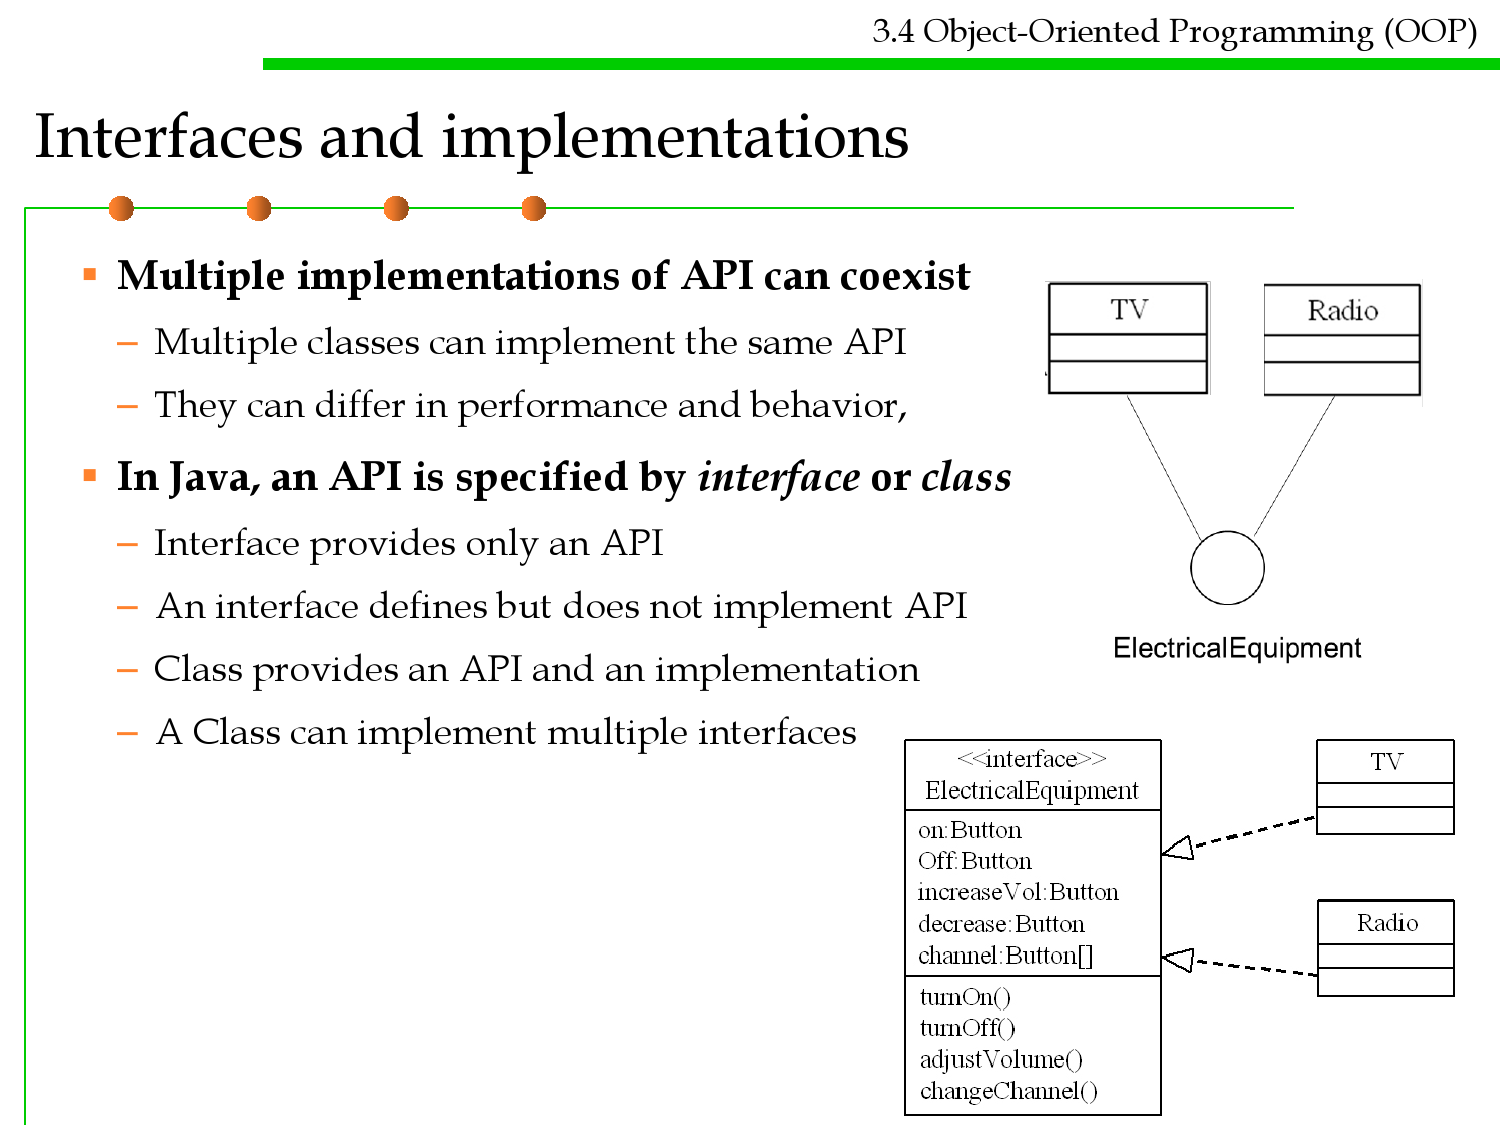 3.4 Object-Oriented Programming (OOP)
Interfaces and implementations
▪ Multiple implementations of API can coexist
– Multiple classes can implement the same API
– They can differ in performance and behavior,
▪ In Java, an API is specified by interface or class
– Interface provides only an API
– An interface defines but does not implement API
– Class provides an API and an implementation
– A Class can implement multiple interfaces
TV
Radio
ElectricalEquipment
<<interface>>
ElectricalEquipment
on:Button
Off:Button
increaseVol:Button
decrease:Button
channel:Button[]
turnOn()
turnOff()
adjustVolume()
changeChannel()
TV
Radio